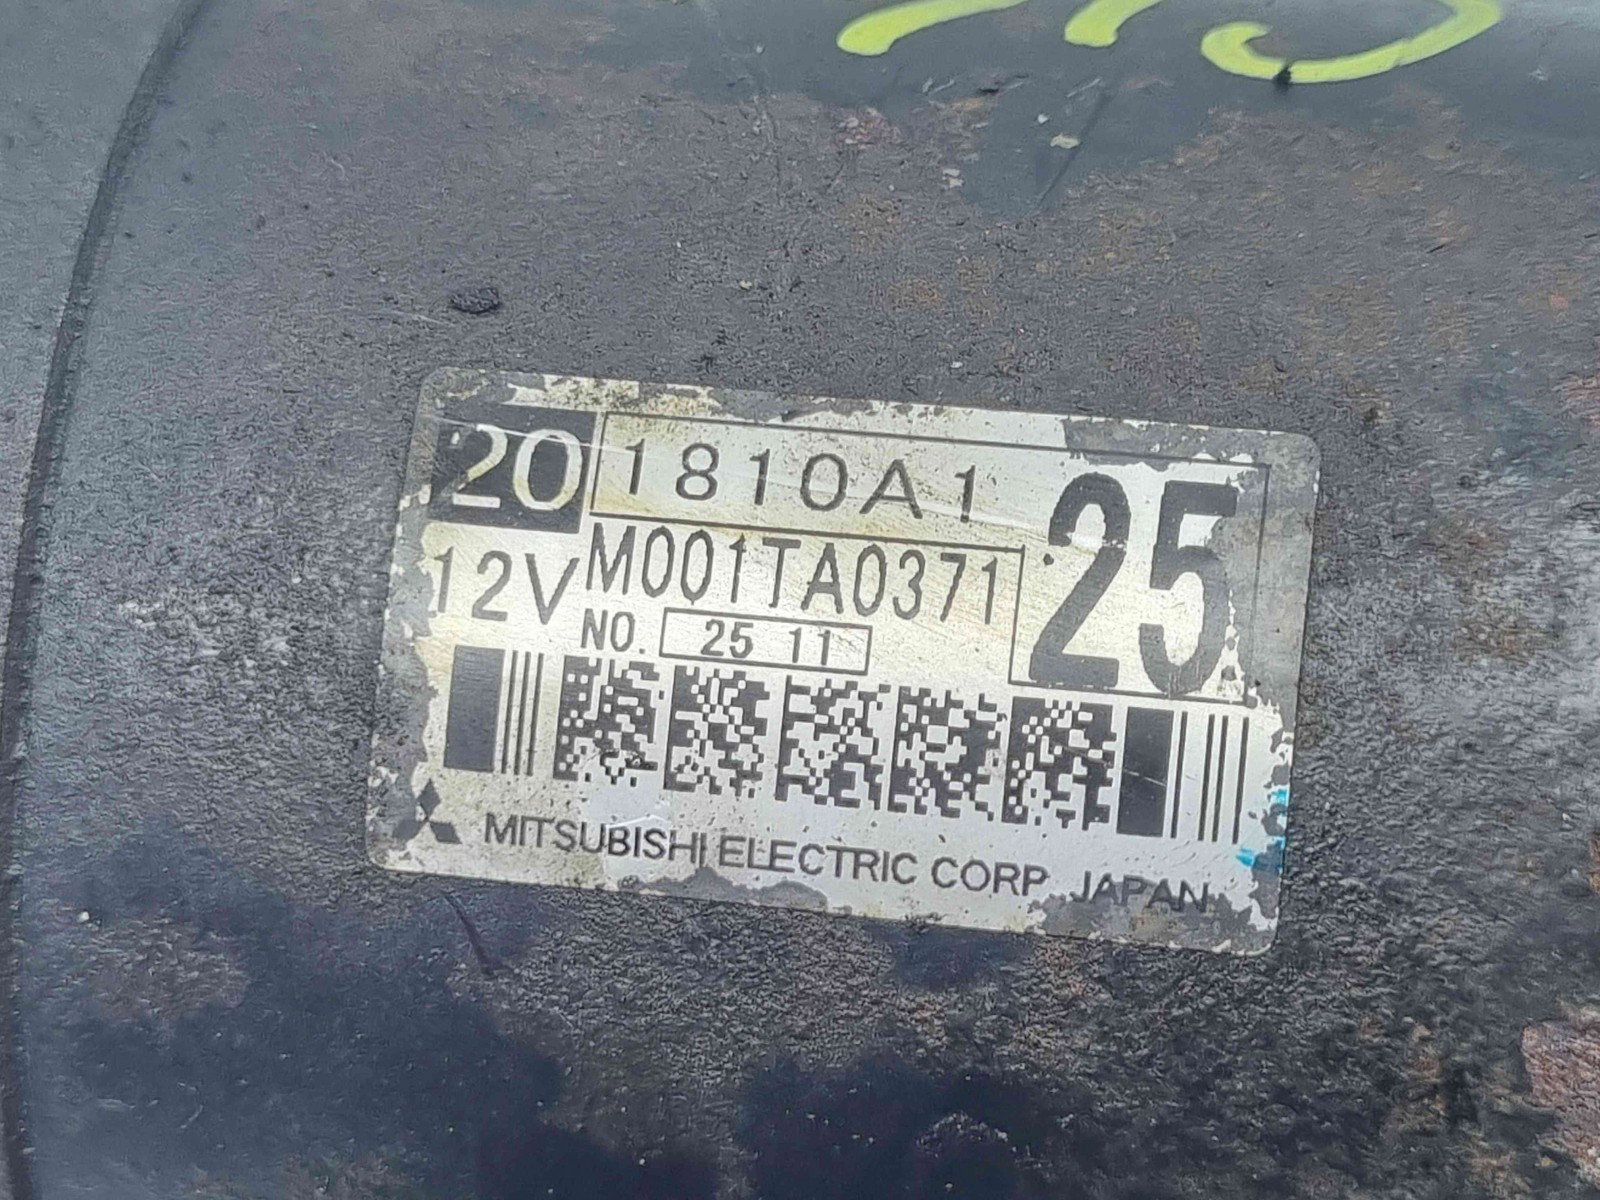 20 1810A1 25
12V M001TA0371
NO. 25 11
MITSUBISHI ELECTRIC CORP. JAPAN